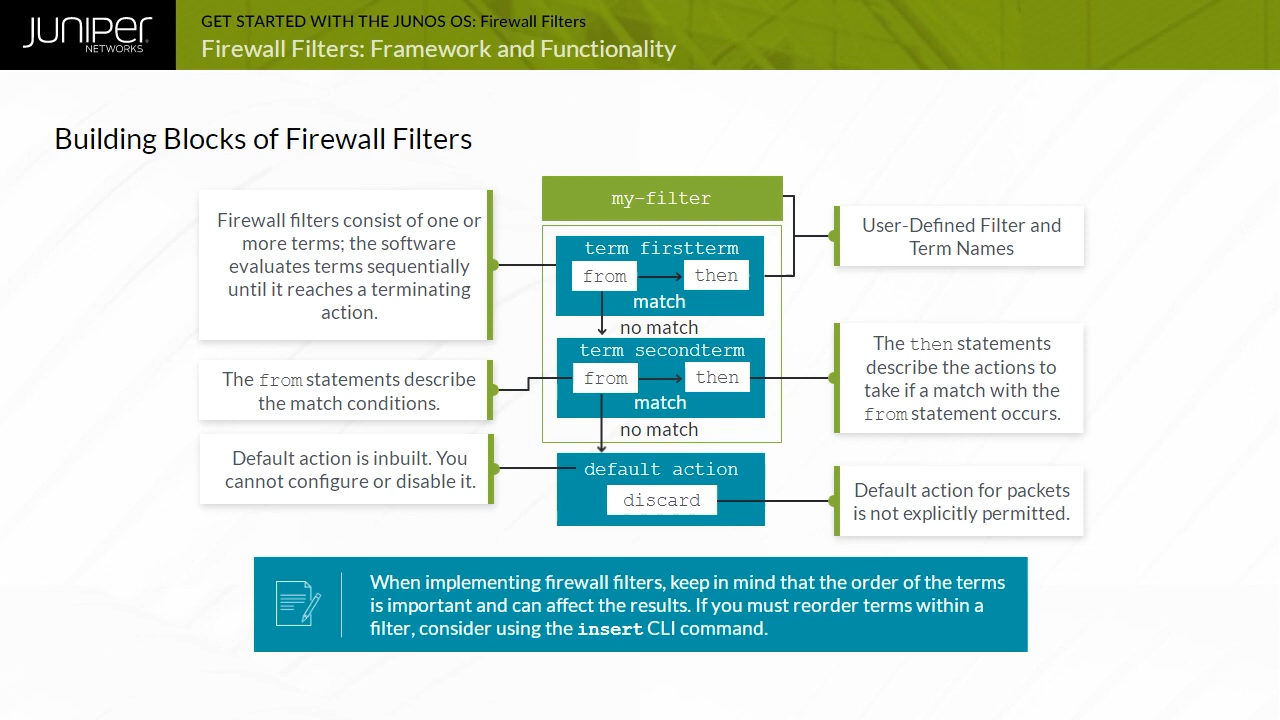 JUNIPER
NETWORKS
GET STARTED WITH THE JUNOS OS: Firewall Filters
Firewall Filters: Framework and Functionality
Building Blocks of Firewall Filters
Firewall filters consist of one or
more terms; the software
evaluates terms sequentially
until it reaches a terminating
action.
The from statements describe
the match conditions.
Default action is inbuilt. You
cannot configure or disable it.
my-filter
term firstterm
from
then
match
no match
term secondterm
from
then
match
no match
default action
discard
User-Defined Filter and
Term Names
The then statements
describe the actions to
take if a match with the
from statement occurs.
Default action for packets
is not explicitly permitted.
When implementing firewall filters, keep in mind that the order of the terms
is important and can affect the results. If you must reorder terms within a
filter, consider using the insert CLI command.